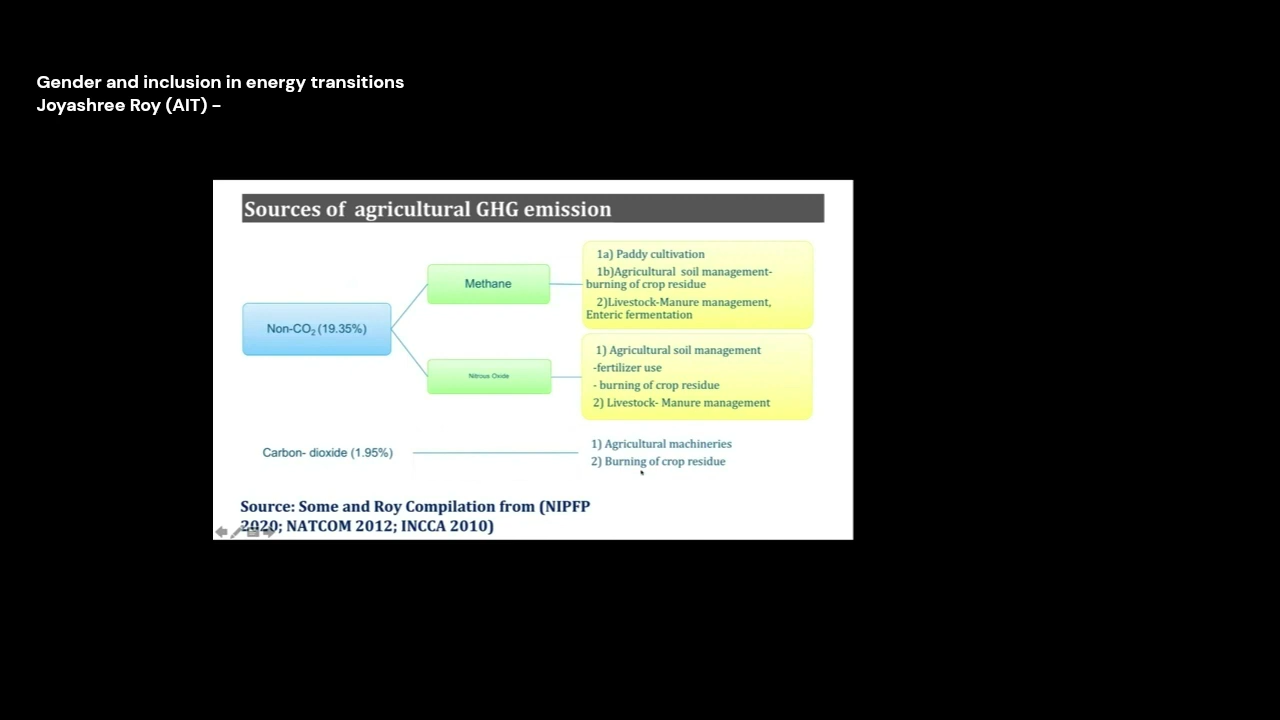 Gender and inclusion in energy transitions
Joyashree Roy (AIT) –
Sources of agricultural GHG emission
Non-CO2 (19.35%)
Methane
1a) Paddy cultivation
1b)Agricultural soil management-
burning of crop residue
2)Livestock-Manure management,
Enteric fermentation
Nitrous Oxide
1) Agricultural soil management
-fertilizer use
- burning of crop residue
2) Livestock- Manure management
Carbon- dioxide (1.95%)
1) Agricultural machineries
2) Burning of crop residue
Source: Some and Roy Compilation from (NIPFP
2020; NATCOM 2012; INCCA 2010)